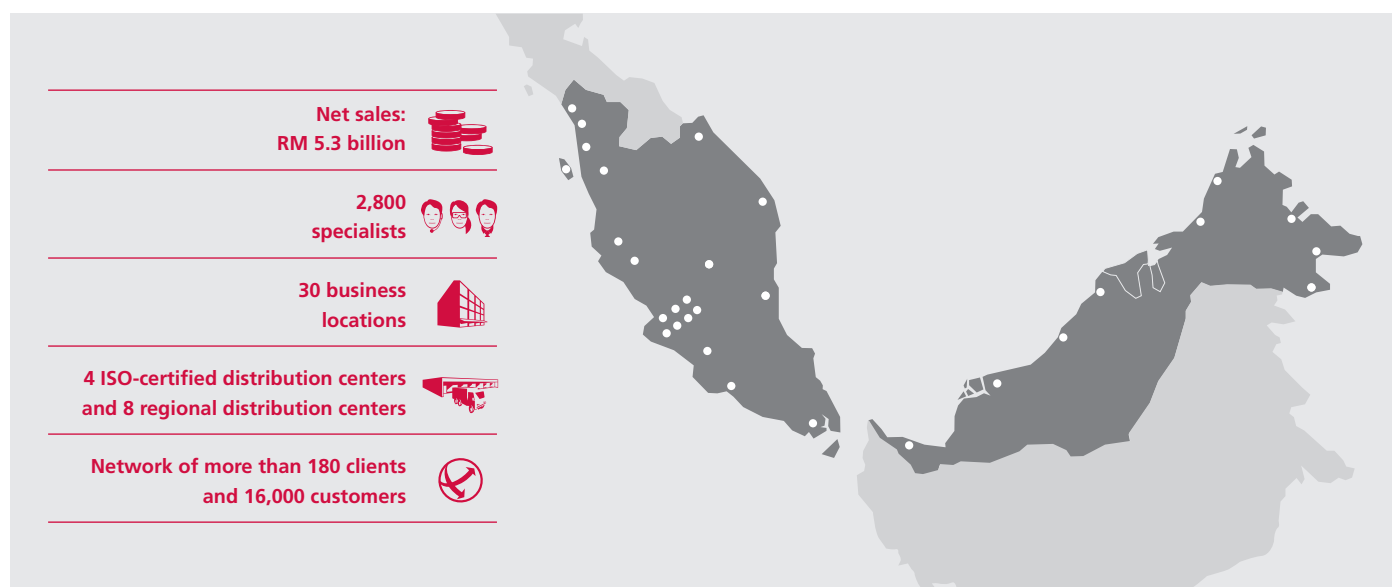 Net sales:
RM 5.3 billion
2,800
specialists
30 business
locations
4 ISO-certified distribution centers
and 8 regional distribution centers
Network of more than 180 clients
and 16,000 customers